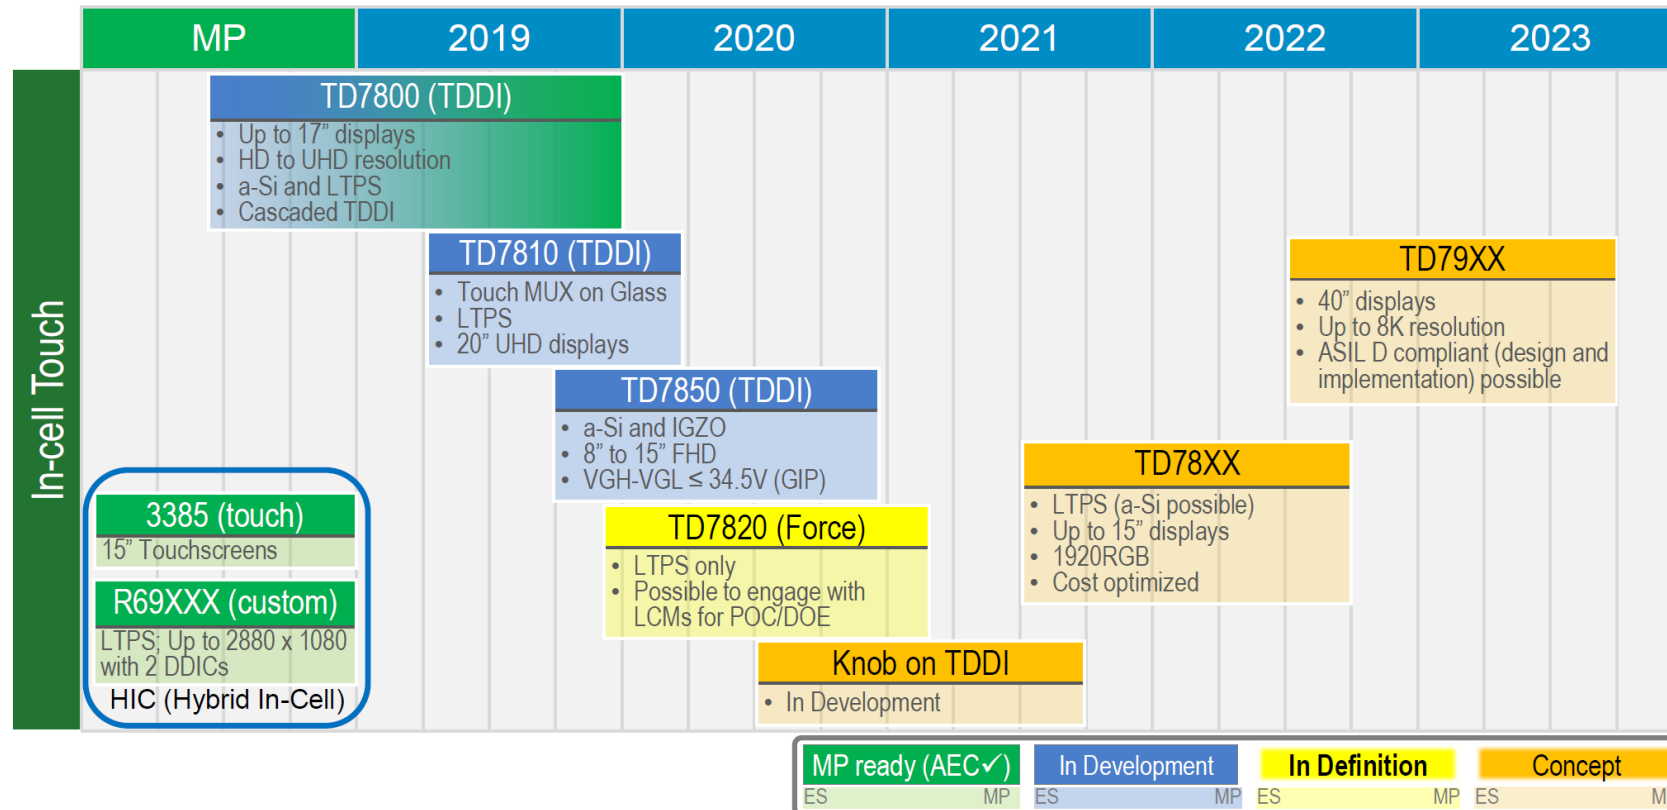 MP 2019 2020 2021 2022 2023
In-cell Touch
TD7800 (TDDI)
• Up to 17” displays
• HD to UHD resolution
• a-Si and LTPS
• Cascaded TDDI
TD7810 (TDDI)
• Touch MUX on Glass
• LTPS
• 20” UHD displays
TD7850 (TDDI)
• a-Si and IGZO
• 8” to 15” FHD
• VGH-VGL ≤ 34.5V (GIP)
3385 (touch)
15” Touchscreens
R69XXX (custom)
LTPS; Up to 2880 x 1080
with 2 DDICs
HIC (Hybrid In-Cell)
TD7820 (Force)
• LTPS only
• Possible to engage with
LCMs for POC/DOE
Knob on TDDI
• In Development
TD78XX
• LTPS (a-Si possible)
• Up to 15” displays
• 1920RGB
• Cost optimized
TD79XX
• 40” displays
• Up to 8K resolution
• ASIL D compliant (design and
implementation) possible
MP ready (AEC✓) In Development In Definition Concept
ES MP ES MP ES MP ES